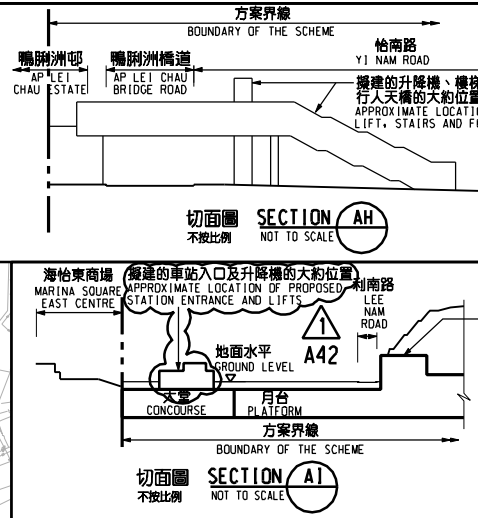 方案界線
BOUNDARY OF THE SCHEME
怡南路
YI NAM ROAD
鴨脷洲邨
AP LEI
CHAU ESTATE
鴨脷洲橋道
AP LEI CHAU
BRIDGE ROAD
擬建的升降機、樓梯
行人天橋的大約位置
APPROXIMATE LOCATI
LIFT, STAIRS AND F
切面圖
不按比例
SECTION AH
NOT TO SCALE
海怡東商場
MARINA SQUARE
EAST CENTRE
擬建的車站入口及升降機的大約位置
APPROXIMATE LOCATION OF PROPOSED
STATION ENTRANCE AND LIFTS
利南路
LEE
NAM
ROAD
1
A42
地面水平
GROUND LEVEL
大堂
CONCOURSE
月台
PLATFORM
方案界線
BOUNDARY OF THE SCHEME
切面圖
不按比例
SECTION AI
NOT TO SCALE